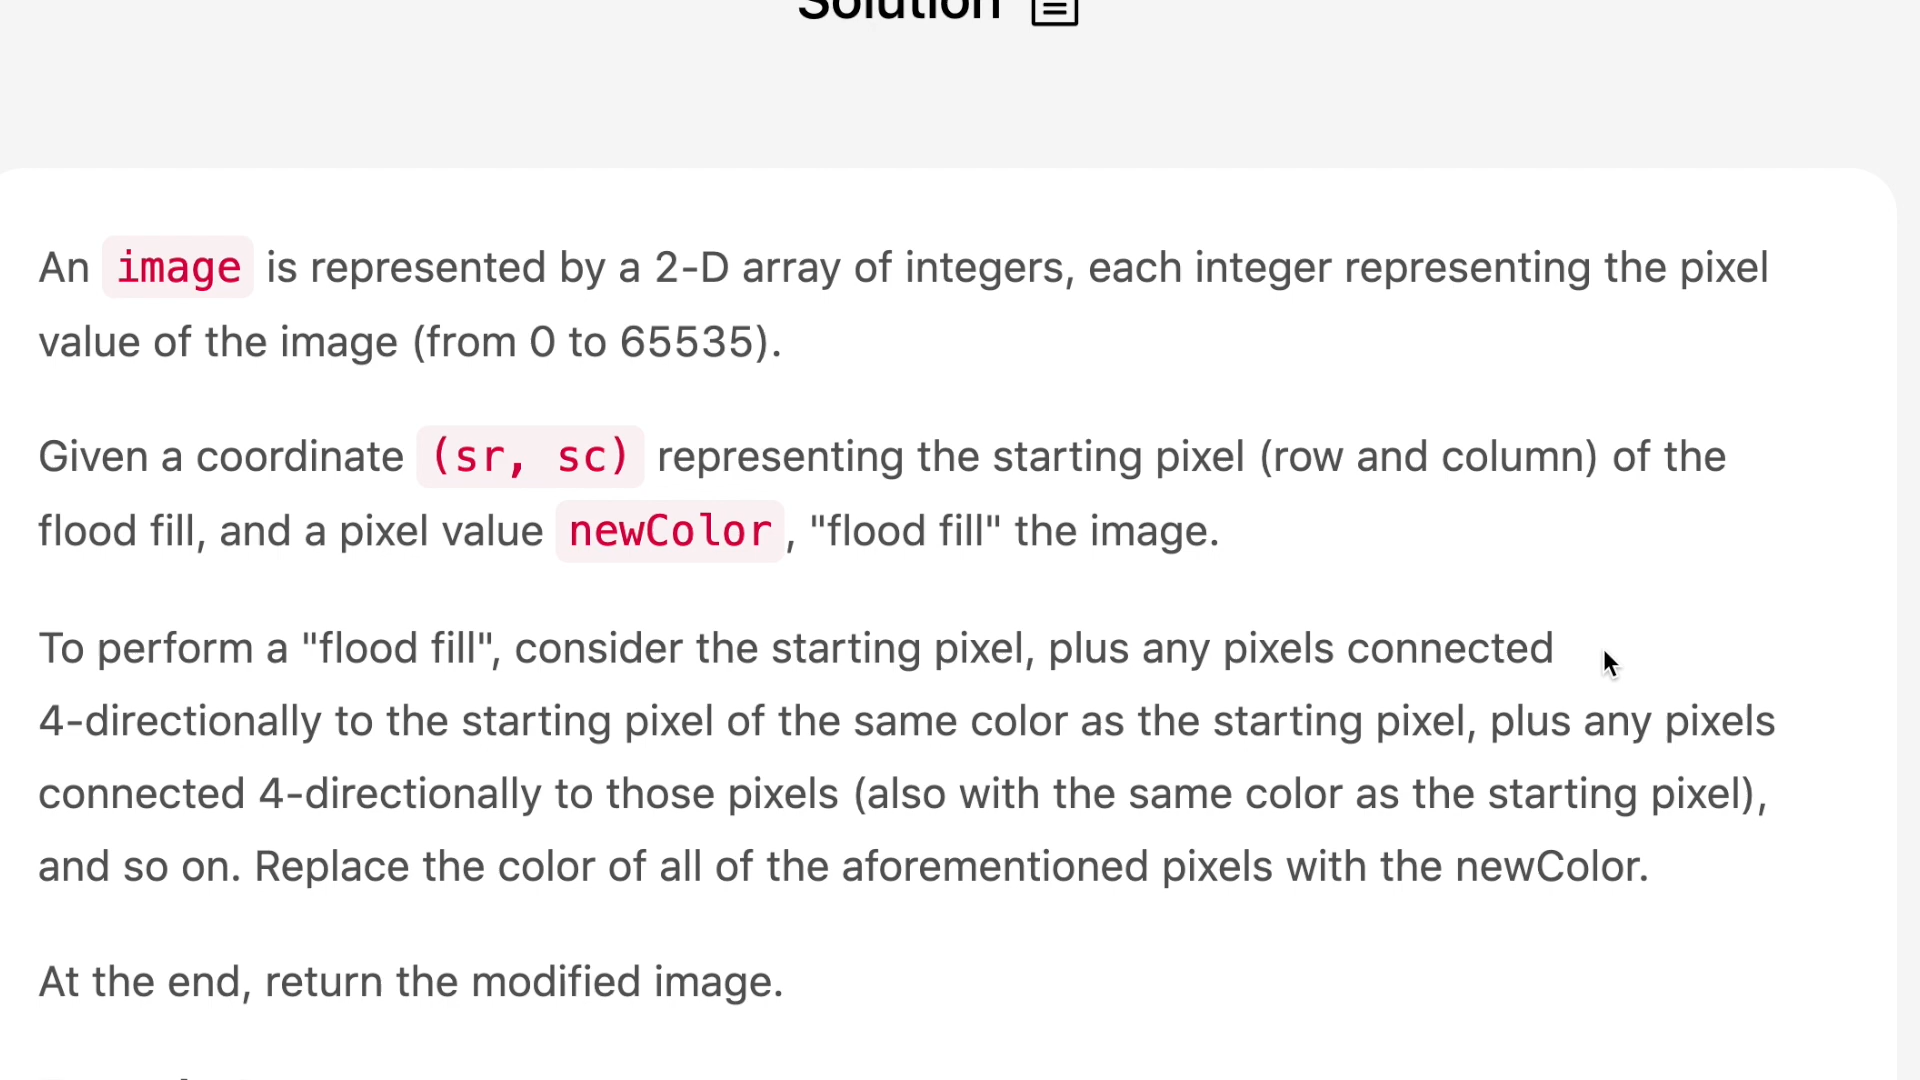 Solution
An image is represented by a 2-D array of integers, each integer representing the pixel
value of the image (from 0 to 65535).
Given a coordinate (sr, sc) representing the starting pixel (row and column) of the
flood fill, and a pixel value newColor, "flood fill" the image.
To perform a "flood fill", consider the starting pixel, plus any pixels connected
4-directionally to the starting pixel of the same color as the starting pixel, plus any pixels
connected 4-directionally to those pixels (also with the same color as the starting pixel),
and so on. Replace the color of all of the aforementioned pixels with the newColor.
At the end, return the modified image.